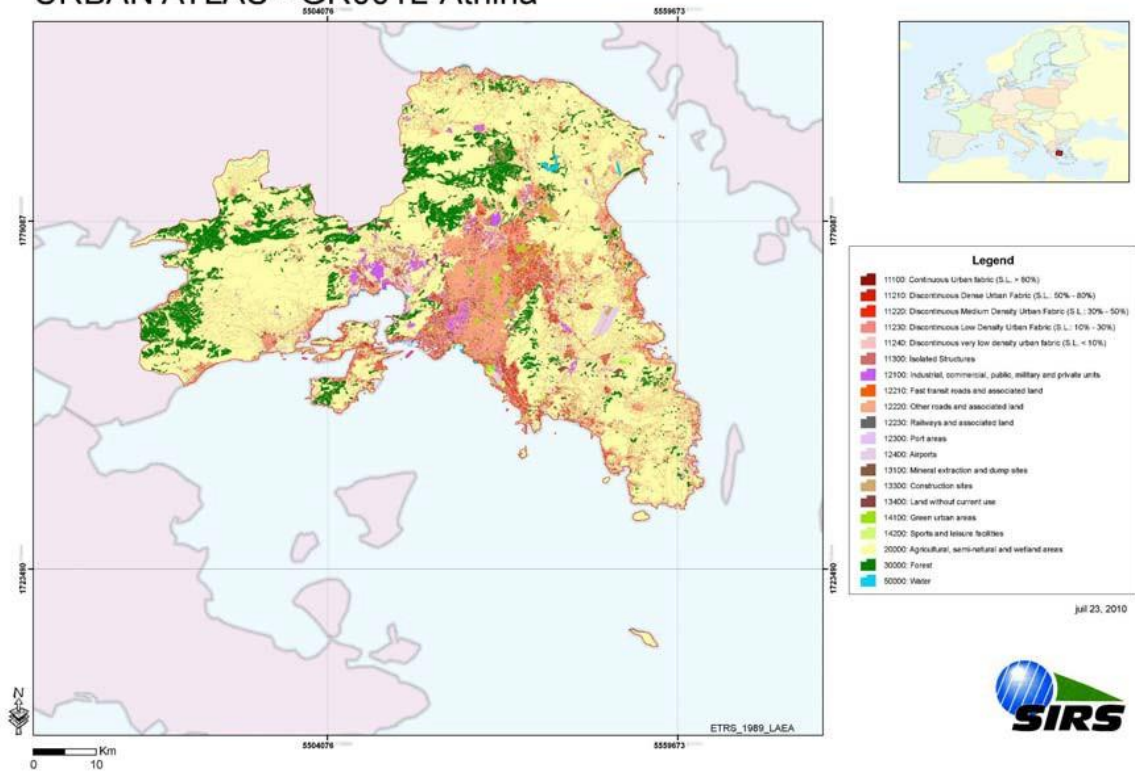 5504076
5559673
1779087
1779087
Legend
11100: Continuous Urban fabric (S.L. > 80%)
11210: Discontinuous Dense Urban Fabric (S.L.: 50% - 80%)
11220: Discontinuous Medium Density Urban Fabric (S.L.: 30% - 50%)
11230: Discontinuous Low Density Urban Fabric (S.L.: 10% - 30%)
11240: Discontinuous very low density urban fabric (S.L. < 10%)
11300: Isolated Structures
12100: Industrial, commercial, public, military and private units
12210: Fast transit roads and associated land
12220: Other roads and associated land
12230: Railways and associated land
12300: Port areas
12400: Airports
13100: Mineral extraction and dump sites
13300: Construction sites
13400: Land without current use
14100: Green urban areas
14200: Sports and leisure facilities
20000: Agricultural, semi-natural and wetland areas
30000: Forest
50000: Water
1723490
1723490
juil 23, 2010
N
ETRS_1989_LAEA
SIRS
5504076
5559673
Km
0 10